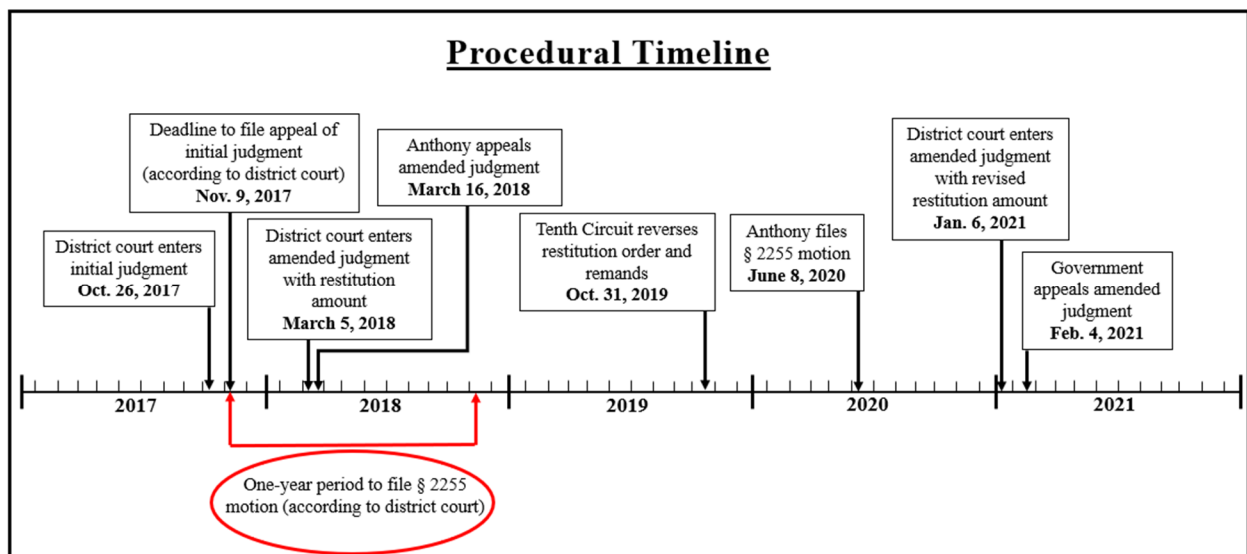 Procedural Timeline
Deadline to file appeal of
initial judgment
(according to district court)
Nov. 9, 2017
Anthony appeals
amended judgment
March 16, 2018
District court enters
amended judgment
with revised
restitution amount
Jan. 6, 2021
District court enters
initial judgment
Oct. 26, 2017
District court enters
amended judgment
with restitution
amount
March 5, 2018
Tenth Circuit reverses
restitution order and
remands
Oct. 31, 2019
Anthony files
§ 2255 motion
June 8, 2020
Government
appeals amended
judgment
Feb. 4, 2021
2017
2018
2019
2020
2021
One-year period to file § 2255
motion (according to district court)